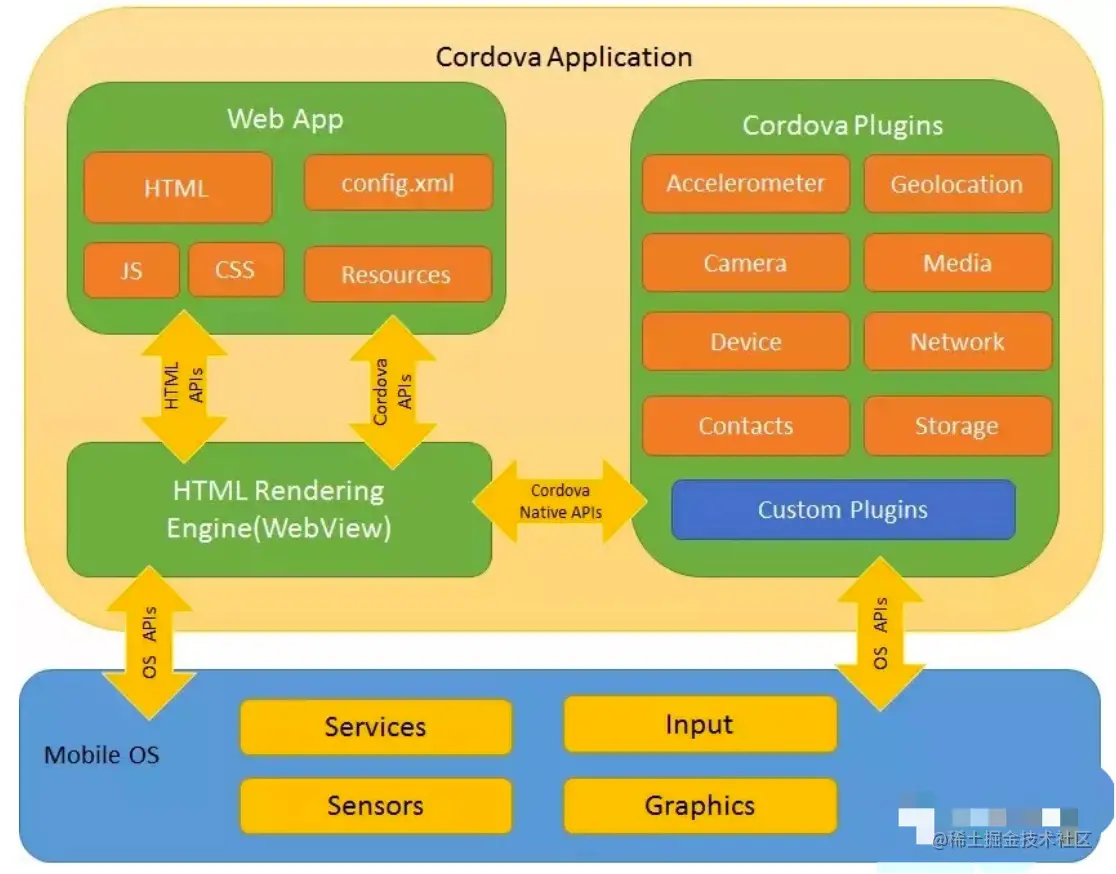 Cordova Application
Web App
HTML
config.xml
JS
CSS
Resources
HTML
APIs
Cordova
APIs
HTML Rendering
Engine(WebView)
Cordova
Native APIs
Cordova Plugins
Accelerometer
Geolocation
Camera
Media
Device
Network
Contacts
Storage
Custom Plugins
OS APIs
OS APIs
Mobile OS
Services
Input
Sensors
Graphics
@稀土掘金技术社区